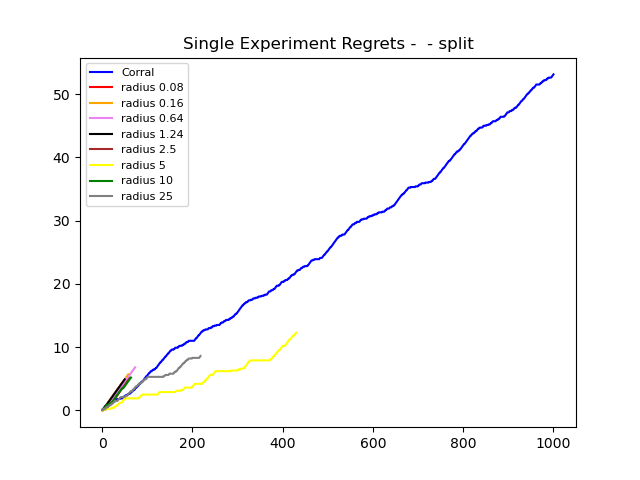 Single Experiment Regrets -  - split
Corral
radius 0.08
radius 0.16
radius 0.64
radius 1.24
radius 2.5
radius 5
radius 10
radius 25
50
40
30
20
10
0
0 200 400 600 800 1000